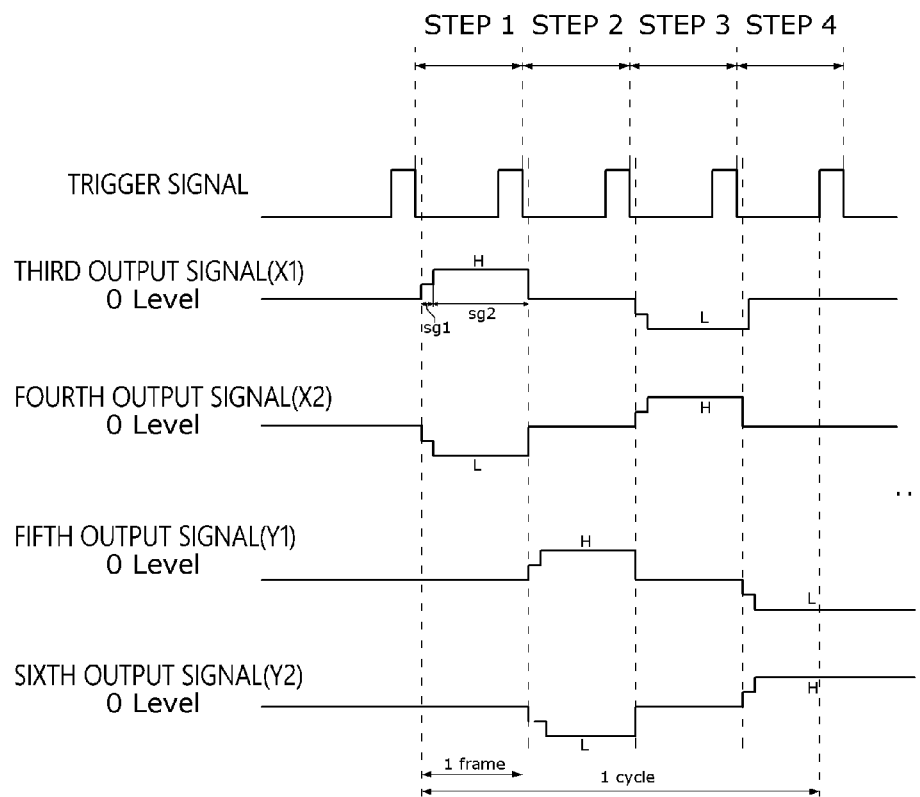 STEP 1 STEP 2 STEP 3 STEP 4
TRIGGER SIGNAL
THIRD OUTPUT SIGNAL(X1)
0 Level
H
sg1
sg2
L
FOURTH OUTPUT SIGNAL(X2)
0 Level
L
H
. .
FIFTH OUTPUT SIGNAL(Y1)
0 Level
H
L
SIXTH OUTPUT SIGNAL(Y2)
0 Level
L
H
1 frame
1 cycle